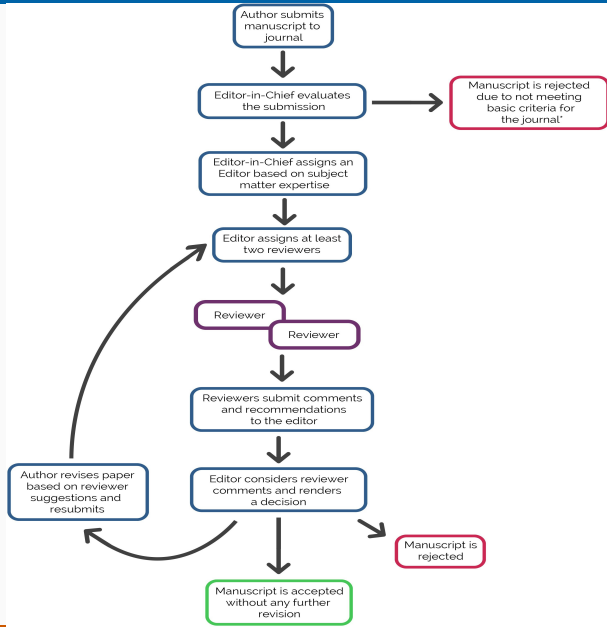 Author submits
manuscript to
journal
Editor-in-Chief evaluates
the submission
Manuscript is rejected
due to not meeting
basic criteria for
the journal*
Editor-in-Chief assigns an
Editor based on subject
matter expertise
Editor assigns at least
two reviewers
Reviewer
Reviewer
Reviewers submit comments
and recommendations
to the editor
Author revises paper
based on reviewer
suggestions and
resubmits
Editor considers reviewer
comments and renders
a decision
Manuscript is
rejected
Manuscript is accepted
without any further
revision